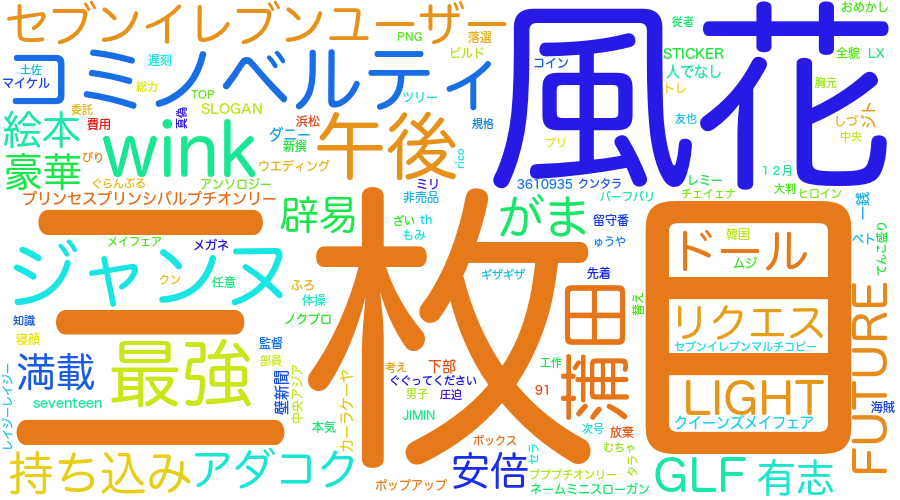 セブンイレブンユーザー
PNG
落選
従者
おめかし
風花
コミノベルティ
土佐
遅刻
マイケル
総力
ビルド
コイン
STICKER
全貌
LX
人でなし
委託
TOP
ツリー
トレ
胸元
絵本
費用
真偽
SLOGAN
浜松
規格
友也
しづ
ジト
wink
ダニー
新撰
午後
プリ
中央
豪華
びり
ウエディング
rico
ぐらんぶる
アンソロジー
ミリ
3610935
クンタラ
レミー
12月
大判
プリンセスプリンシパルプチオンリー
非売品
パーフパリ
チェイェナ
ヒロイン
一銭
辟易
ざい
th
がま
留守番
三枚目
もみ
ゅうや
ベト
てんこ盛り
メイフェア
メガネ
ドール
韓国
ムジ
ジャンヌ
クン
任意
ふろ
体操
ギザギザ
先着
替え
田
知識
ノクプロ
リクエス
FUTURE
寝顔
監督
部員
セブンイレブンマルチコピー
満載
最強
考え
下部
工作
壁新聞
中央アジア
カーラケーヤ
ぐぐってください
男子
圧迫
91
LIGHT
seventeen
JIMIN
海賊
レイジーレイジー
本気
次号
放棄
クイーンズメイフェア
ボックス
セラ
むちゃ
持ち込み
アダコク
安倍
プププチオンリー
タラ
GLF
有志
ポップアップ
ネームミニスローガン